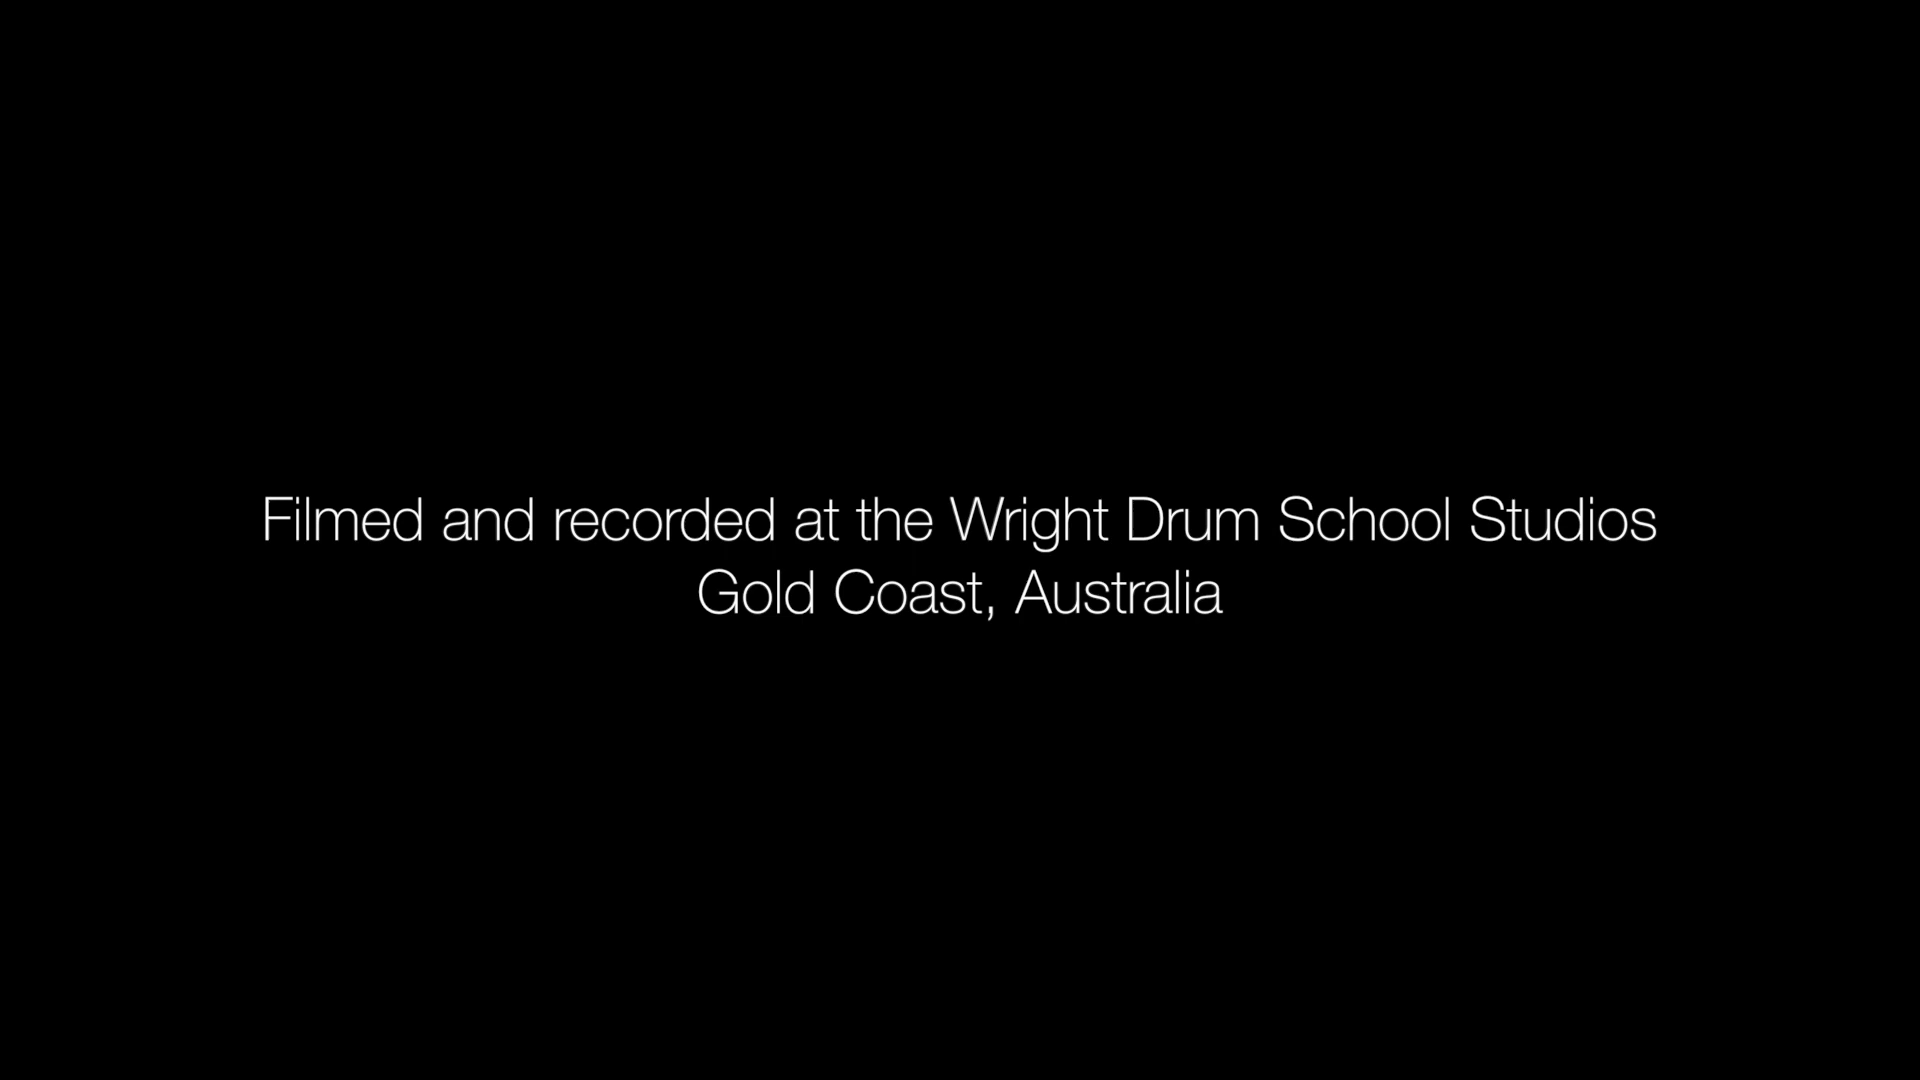 Filmed and recorded at the Wright Drum School Studios
Gold Coast, Australia